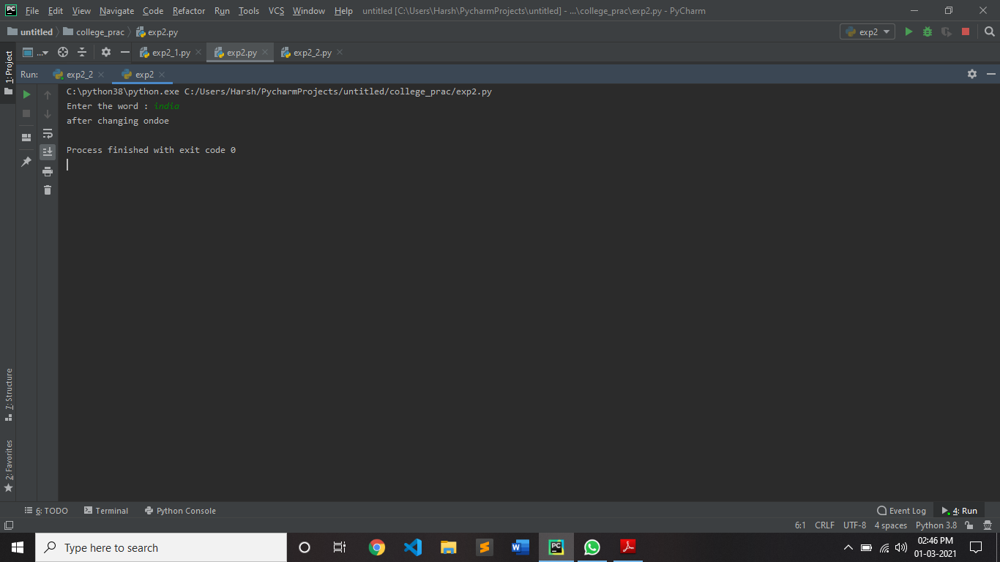 File Edit View Navigate Code Refactor Run Tools VCS Window Help untitled [C:\Users\Harsh\PycharmProjects\untitled] - ...\college_prac\exp2.py - PyCharm
untitled college_prac exp2.py exp2
1: Project
... exp2_1.py exp2.py exp2_2.py
Run: exp2_2 exp2
C:\python38\python.exe C:/Users/Harsh/PycharmProjects/untitled/college_prac/exp2.py
Enter the word : india
after changing ondoe
Process finished with exit code 0
7: Structure
2: Favorites
6: TODO Terminal Python Console Event Log 4: Run
6:1 CRLF UTF-8 4 spaces Python 3.8
Type here to search
02:46 PM
01-03-2021